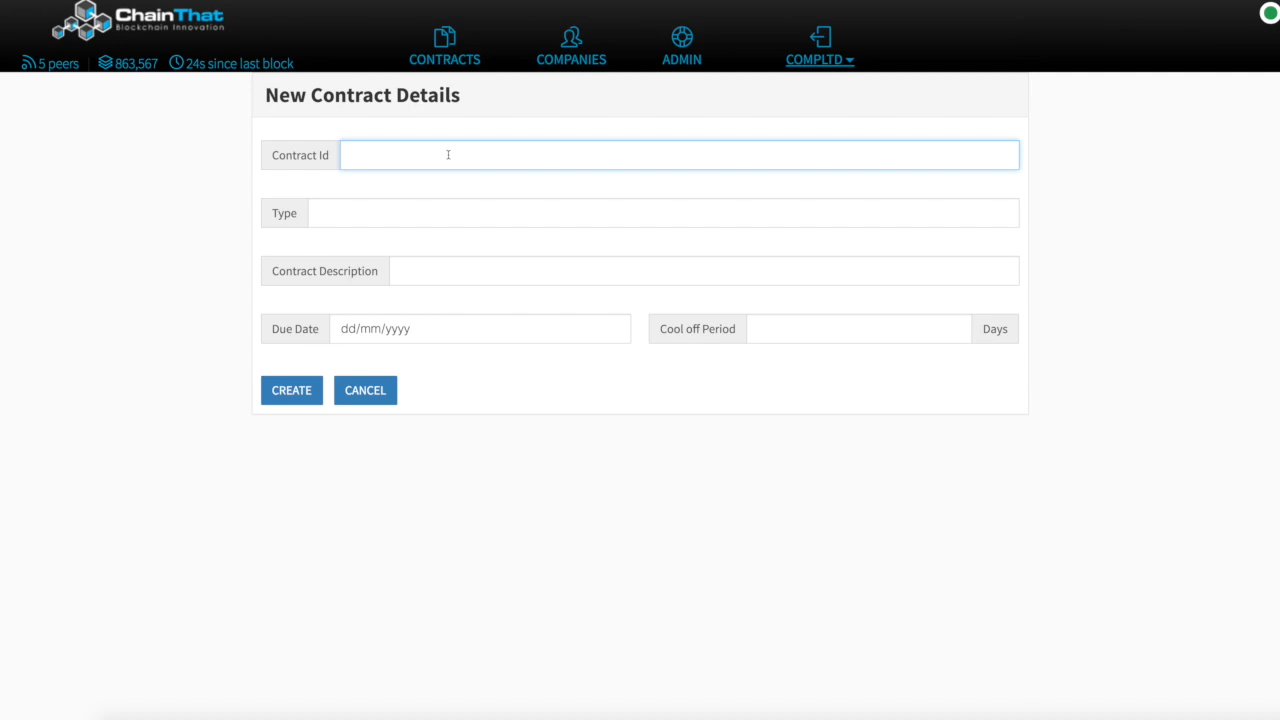 ChainThat
Blockchain Innovation
5 peers 863,567 24s since last block
CONTRACTS COMPANIES ADMIN COMPLTD
New Contract Details
Contract Id
Type
Contract Description
Due Date dd/mm/yyyy Cool off Period Days
CREATE CANCEL